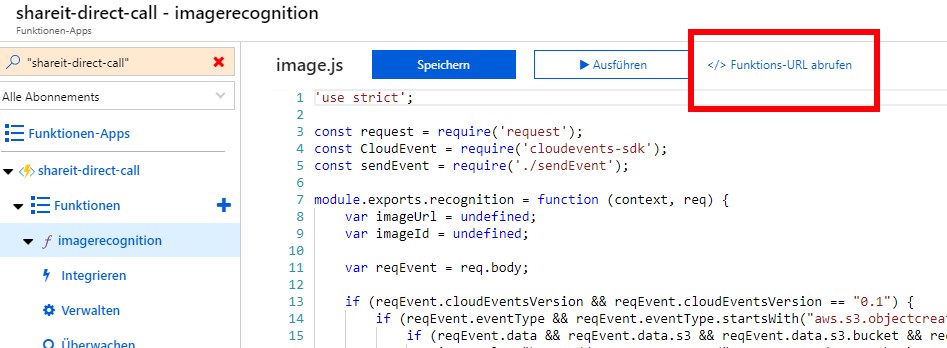 shareit-direct-call - imagerecognition
Funktionen-Apps
"shareit-direct-call"
Alle Abonnements
Funktionen-Apps
shareit-direct-call
Funktionen
imagerecognition
Integrieren
Verwalten
Überwachen
image.js
Speichern
Ausführen
</> Funktions-URL abrufen
1 'use strict';
2
3 const request = require('request');
4 const CloudEvent = require('cloudevents-sdk');
5 const sendEvent = require('./sendEvent');
6
7 module.exports.recognition = function (context, req) {
8 var imageUrl = undefined;
9 var imageId = undefined;
10
11 var reqEvent = req.body;
12
13 if (reqEvent.cloudEventsVersion && reqEvent.cloudEventsVersion == "0.1") {
14 if (reqEvent.eventType && reqEvent.eventType.startsWith("aws.s3.objectcreat
15 if (reqEvent.data && reqEvent.data.s3 && reqEvent.data.s3.bucket && req